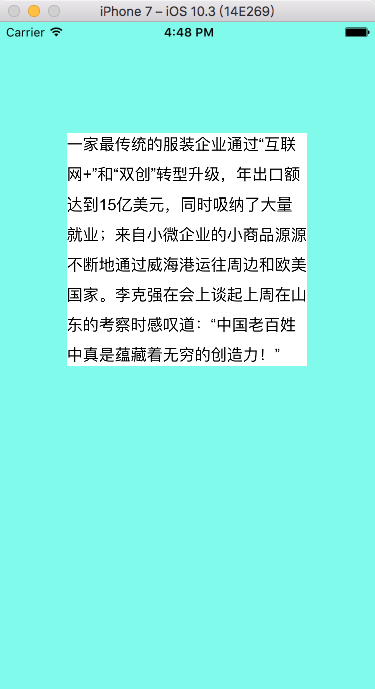 iPhone 7 – iOS 10.3 (14E269)
Carrier 4:48 PM
一家最传统的服装企业通过“互联
网+”和“双创”转型升级，年出口额
达到15亿美元，同时吸纳了大量
就业；来自小微企业的小商品源源
不断地通过威海港运往周边和欧美
国家。李克强在会上谈起上周在山
东的考察时感叹道：“中国老百姓
中真是蕴藏着无穷的创造力！”